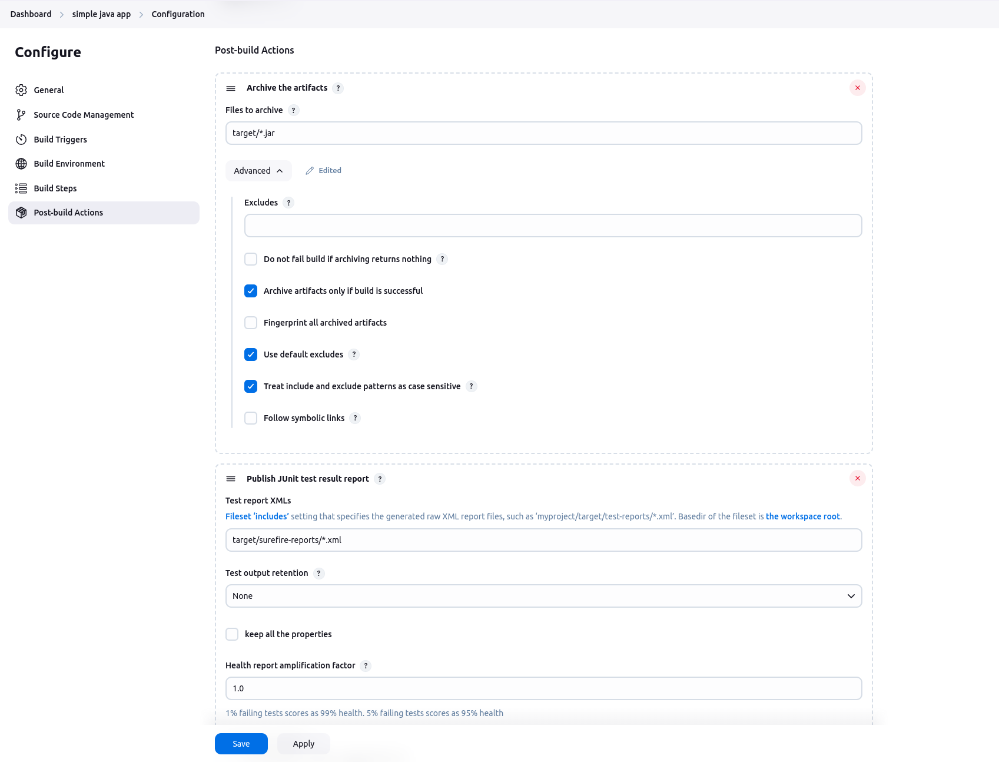 Dashboard > simple java app > Configuration
Configure
General
Source Code Management
Build Triggers
Build Environment
Build Steps
Post-build Actions
Post-build Actions
Archive the artifacts ?
Files to archive ?
target/*.jar
Advanced Edited
Excludes ?
Do not fail build if archiving returns nothing ?
Archive artifacts only if build is successful
Fingerprint all archived artifacts
Use default excludes ?
Treat include and exclude patterns as case sensitive ?
Follow symbolic links ?
Publish JUnit test result report ?
Test report XMLs
Fileset ‘includes’ setting that specifies the generated raw XML report files, such as ‘myproject/target/test-reports/*.xml’. Basedir of the fileset is the workspace root.
target/surefire-reports/*.xml
Test output retention ?
None
keep all the properties
Health report amplification factor ?
1.0
1% failing tests scores as 99% health. 5% failing tests scores as 95% health
Save Apply